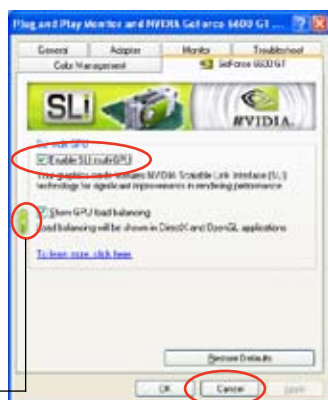 Plug and Play Monitor and NVIDIA GeForce 6600 GT ...
General Adapter Monitor Troubleshoot
Color Management GeForce 6600 GT
SLI NVIDIA.
GPU
Enable SLI multi-GPU
Your graphics card features NVIDIA Scalable Link Interface (SLI)
technology for significant improvements in rendering performance
Show GPU load balancing
Load balancing will be shown in DirectX and OpenGL applications
To learn more, click here.
Restore Defaults
OK Cancel Apply